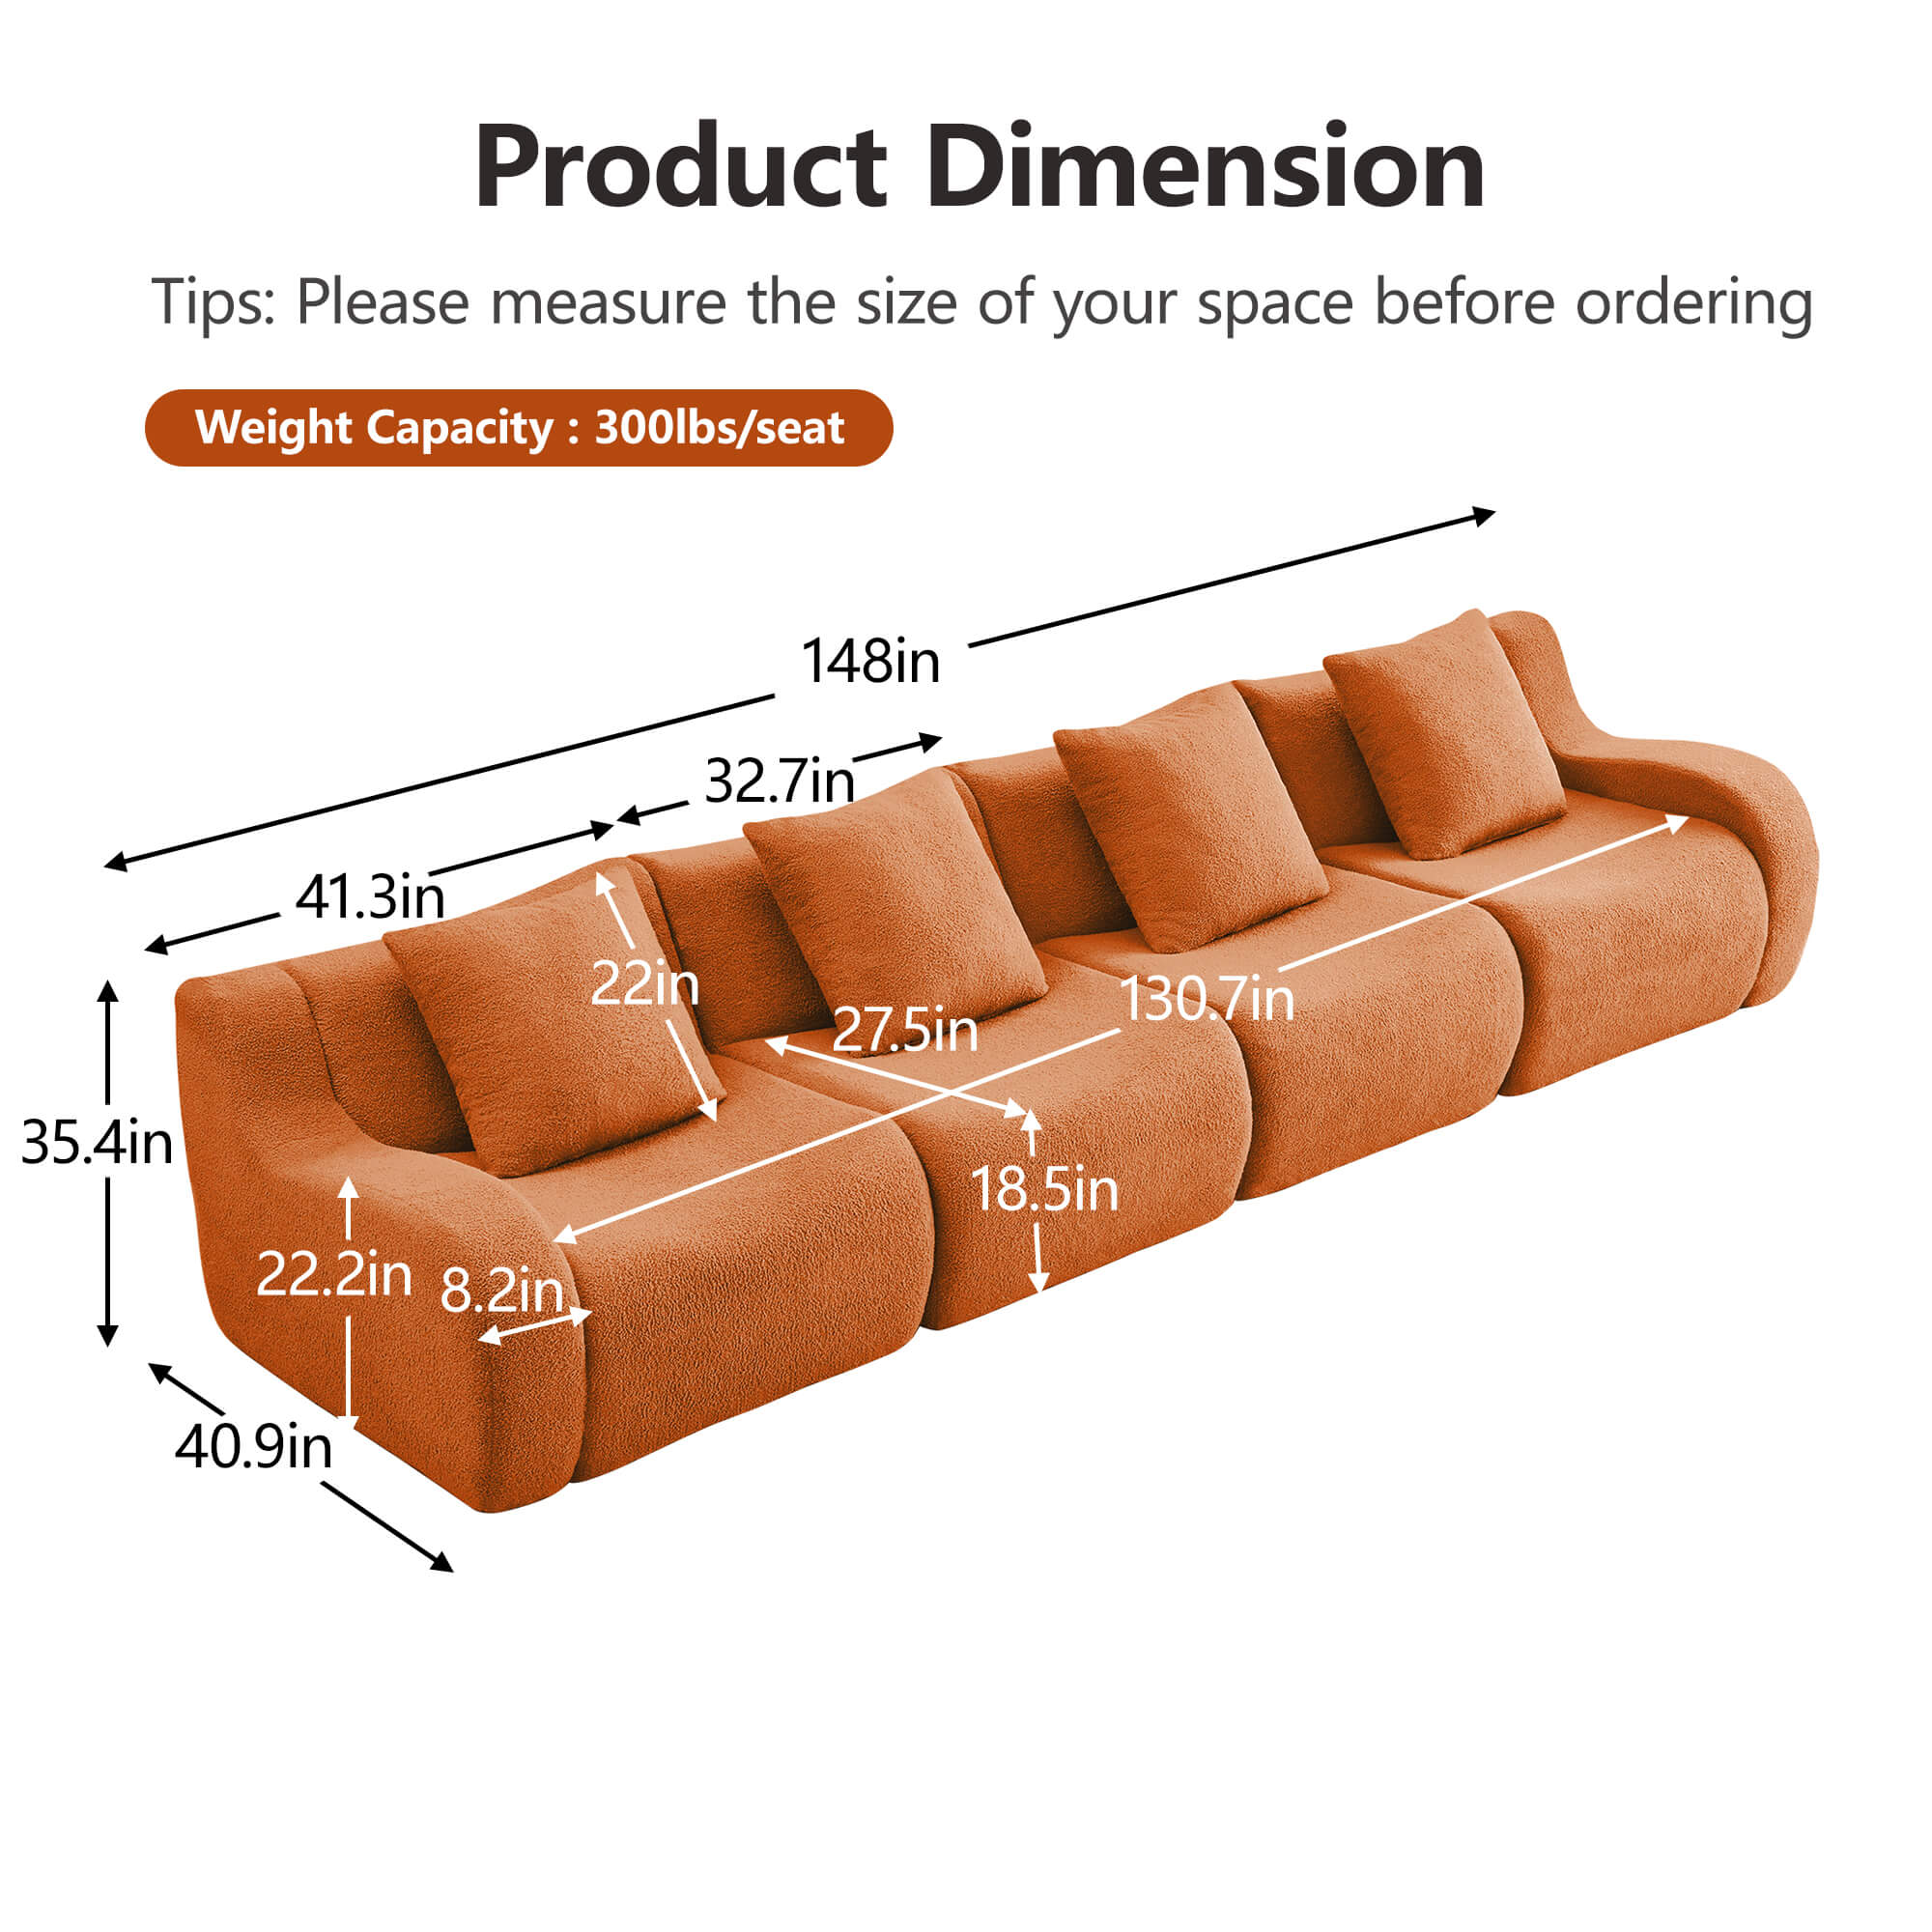 Product Dimension
Tips: Please measure the size of your space before ordering
Weight Capacity : 300lbs/seat
148in
32.7in
41.3in
22in
27.5in
130.7in
35.4in
18.5in
22.2in
8.2in
40.9in